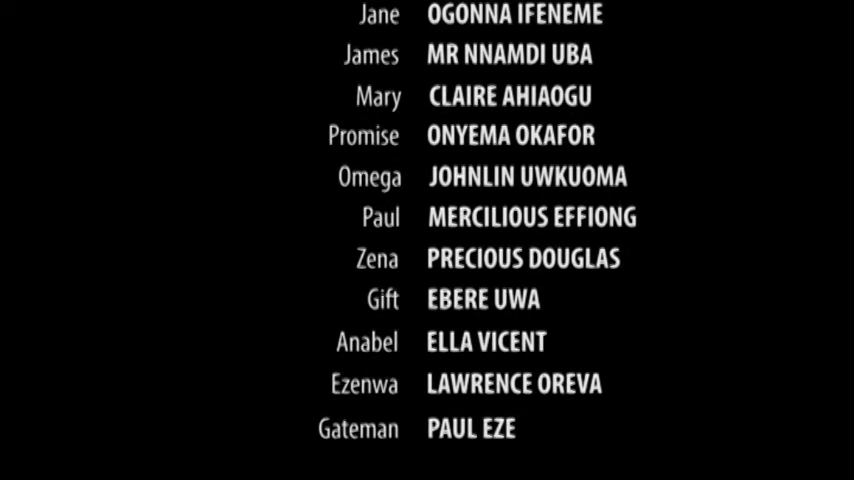 Jane OGONNA IFENEME
James MR NNAMDI UBA
Mary CLAIRE AHIAOGU
Promise ONYEMA OKAFOR
Omega JOHNLIN UWKUOMA
Paul MERCILIOUS EFFIONG
Zena PRECIOUS DOUGLAS
Gift EBERE UWA
Anabel ELLA VICENT
Ezenwa LAWRENCE OREVA
Gateman PAUL EZE